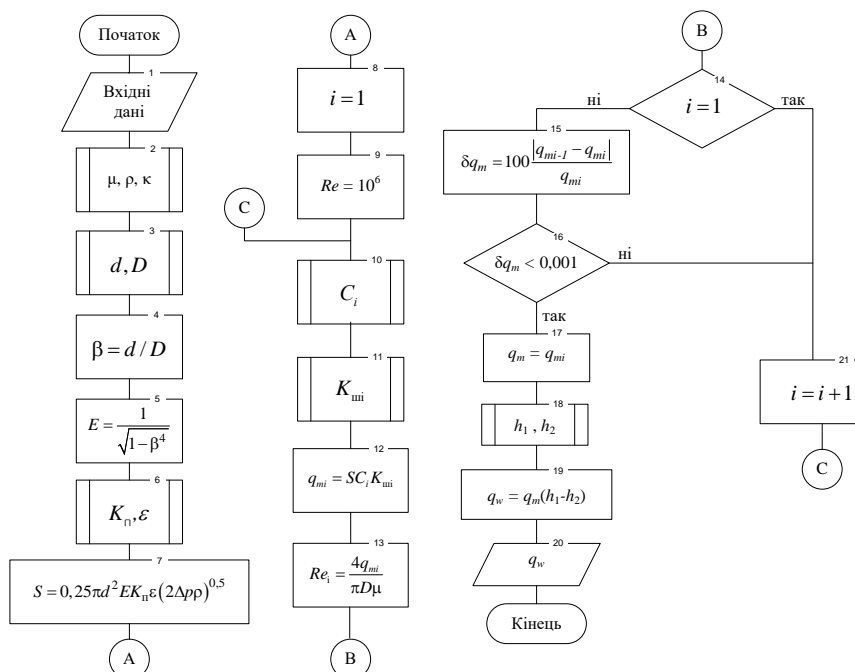 Початок
1
Вхідні
дані
2
μ, ρ, κ
3
d, D
4
β = d / D
5
E = 1 / √(1 − β⁴)
6
Kп, ε
7
S = 0,25πd²EKпε(2Δpρ)^0,5
A
A
8
i = 1
9
Re = 10⁶
C
10
Cᵢ
11
Kшi
12
qmi = SCᵢKшi
13
Reᵢ = 4qmi / πDμ
B
B
14
i = 1
ні
так
15
δqm = 100 |qmi-1 − qmi| / qmi
16
δqm < 0,001
ні
так
17
qm = qmi
18
h₁ , h₂
19
qw = qm(h₁-h₂)
20
qw
Кінець
21
i = i + 1
C